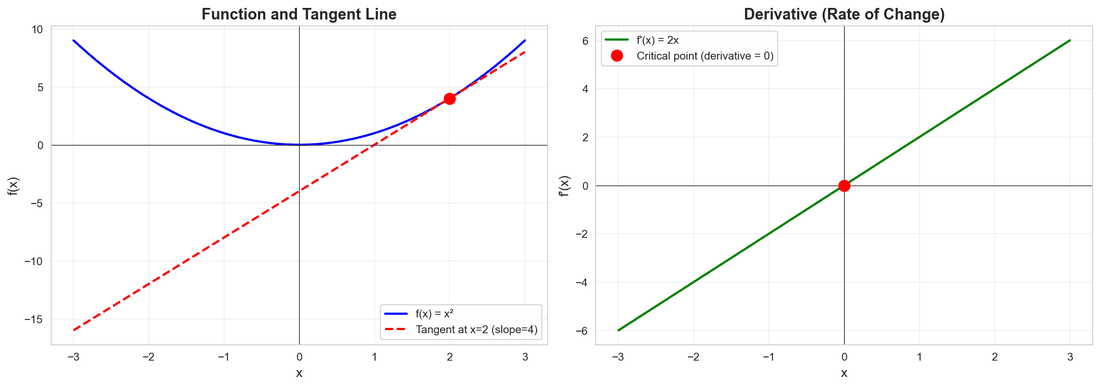 Function and Tangent Line
10
5
0
−5
−10
−15
f(x)
f(x) = x²
Tangent at x=2 (slope=4)
−3 −2 −1 0 1 2 3
x
Derivative (Rate of Change)
f'(x) = 2x
Critical point (derivative = 0)
6
4
2
0
−2
−4
−6
f'(x)
−3 −2 −1 0 1 2 3
x